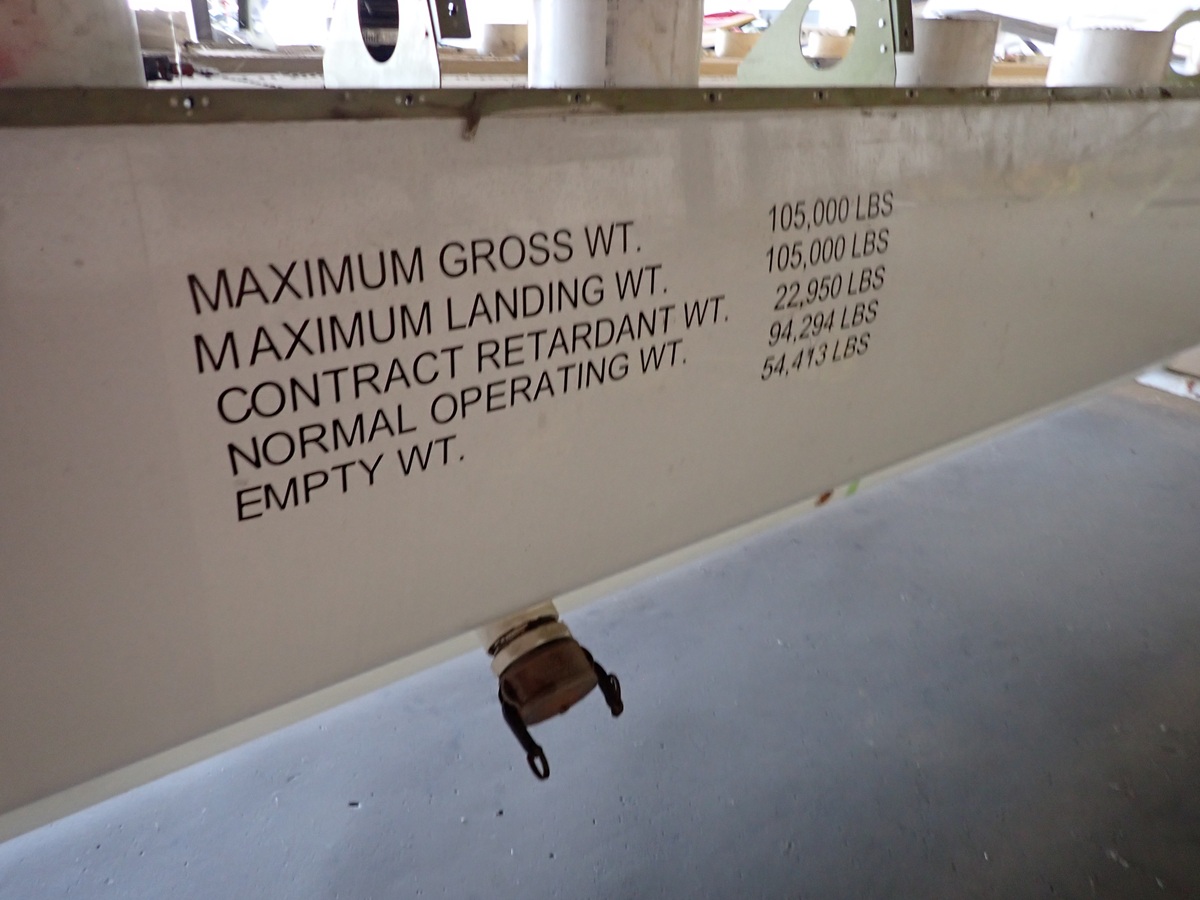 MAXIMUM GROSS WT. 105,000 LBS
MAXIMUM LANDING WT. 105,000 LBS
CONTRACT RETARDANT WT. 22,950 LBS
NORMAL OPERATING WT. 94,294 LBS
EMPTY WT. 54,413 LBS